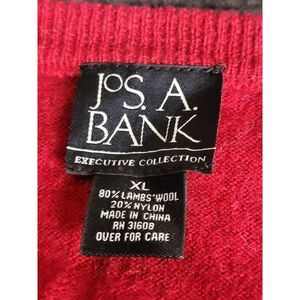 JOS. A.
BANK
EXECUTIVE COLLECTION
XL
80% LAMBS' WOOL
20% NYLON
MADE IN CHINA
RN 31608
OVER FOR CARE